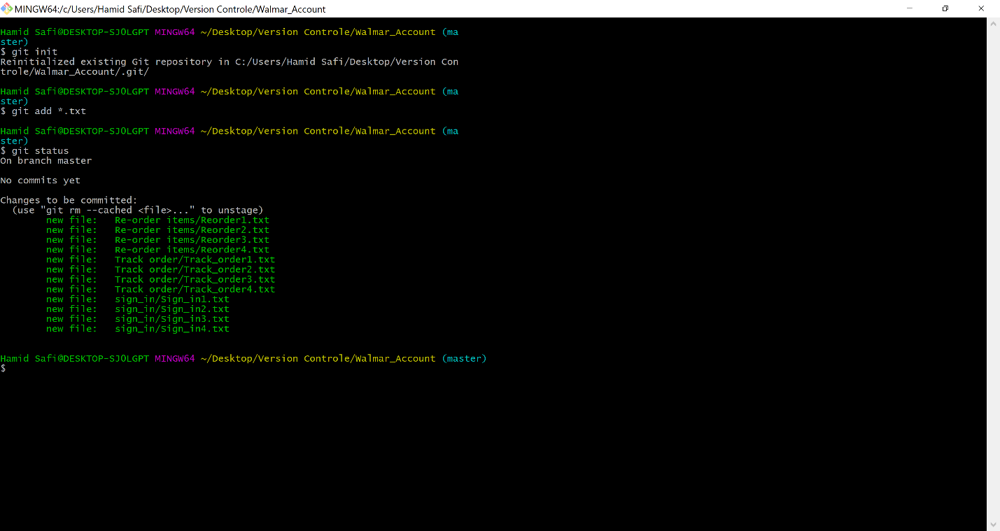 MINGW64:/c/Users/Hamid Safi/Desktop/Version Controle/Walmar_Account
Hamid Safi@DESKTOP-SJOLGPT MINGW64 ~/Desktop/Version Controle/Walmar_Account (ma
ster)
$ git init
Reinitialized existing Git repository in C:/Users/Hamid Safi/Desktop/Version Con
trole/Walmar_Account/.git/
Hamid Safi@DESKTOP-SJOLGPT MINGW64 ~/Desktop/Version Controle/Walmar_Account (ma
ster)
$ git add *.txt
Hamid Safi@DESKTOP-SJOLGPT MINGW64 ~/Desktop/Version Controle/Walmar_Account (ma
ster)
$ git status
On branch master
No commits yet
Changes to be committed:
  (use "git rm --cached <file>..." to unstage)
        new file:   Re-order items/Reorder1.txt
        new file:   Re-order items/Reorder2.txt
        new file:   Re-order items/Reorder3.txt
        new file:   Re-order items/Reorder4.txt
        new file:   Track order/Track_order1.txt
        new file:   Track order/Track_order2.txt
        new file:   Track order/Track_order3.txt
        new file:   Track order/Track_order4.txt
        new file:   sign_in/Sign_in1.txt
        new file:   sign_in/Sign_in2.txt
        new file:   sign_in/Sign_in3.txt
        new file:   sign_in/Sign_in4.txt
Hamid Safi@DESKTOP-SJOLGPT MINGW64 ~/Desktop/Version Controle/Walmar_Account (master)
$